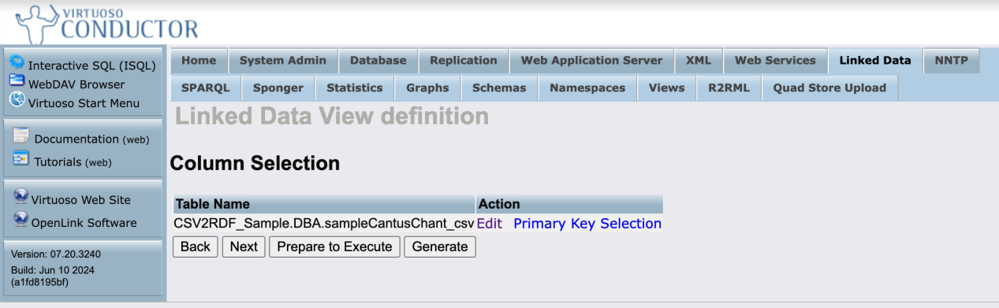 VIRTUOSO
CONDUCTOR
Interactive SQL (ISQL)
WebDAV Browser
Virtuoso Start Menu
Documentation (web)
Tutorials (web)
Virtuoso Web Site
OpenLink Software
Version: 07.20.3240
Build: Jun 10 2024
(a1fd8195bf)
Home System Admin Database Replication Web Application Server XML Web Services Linked Data NNTP
SPARQL Sponger Statistics Graphs Schemas Namespaces Views R2RML Quad Store Upload
Linked Data View definition
Column Selection
Table Name Action
CSV2RDF_Sample.DBA.sampleCantusChant_csv Edit Primary Key Selection
Back Next Prepare to Execute Generate